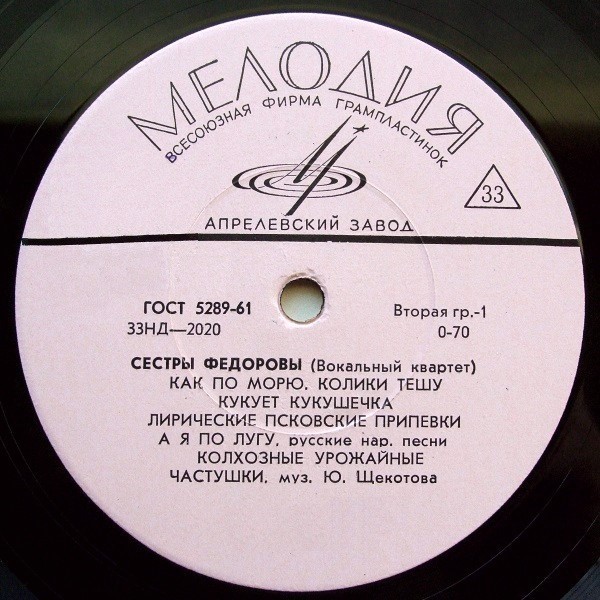 МЕЛОДИЯ
ВСЕСОЮЗНАЯ ФИРМА ГРАМПЛАСТИНОК
33
АПРЕЛЕВСКИЙ ЗАВОД
ГОСТ 5289-61
Вторая гр.-1
33НД—2020
0-70
СЕСТРЫ ФЕДОРОВЫ (Вокальный квартет)
КАК ПО МОРЮ. КОЛИКИ ТЕШУ
КУКУЕТ КУКУШЕЧКА
ЛИРИЧЕСКИЕ ПСКОВСКИЕ ПРИПЕВКИ
А Я ПО ЛУГУ, русские нар. песни
КОЛХОЗНЫЕ УРОЖАЙНЫЕ
ЧАСТУШКИ, муз. Ю. Щекотова